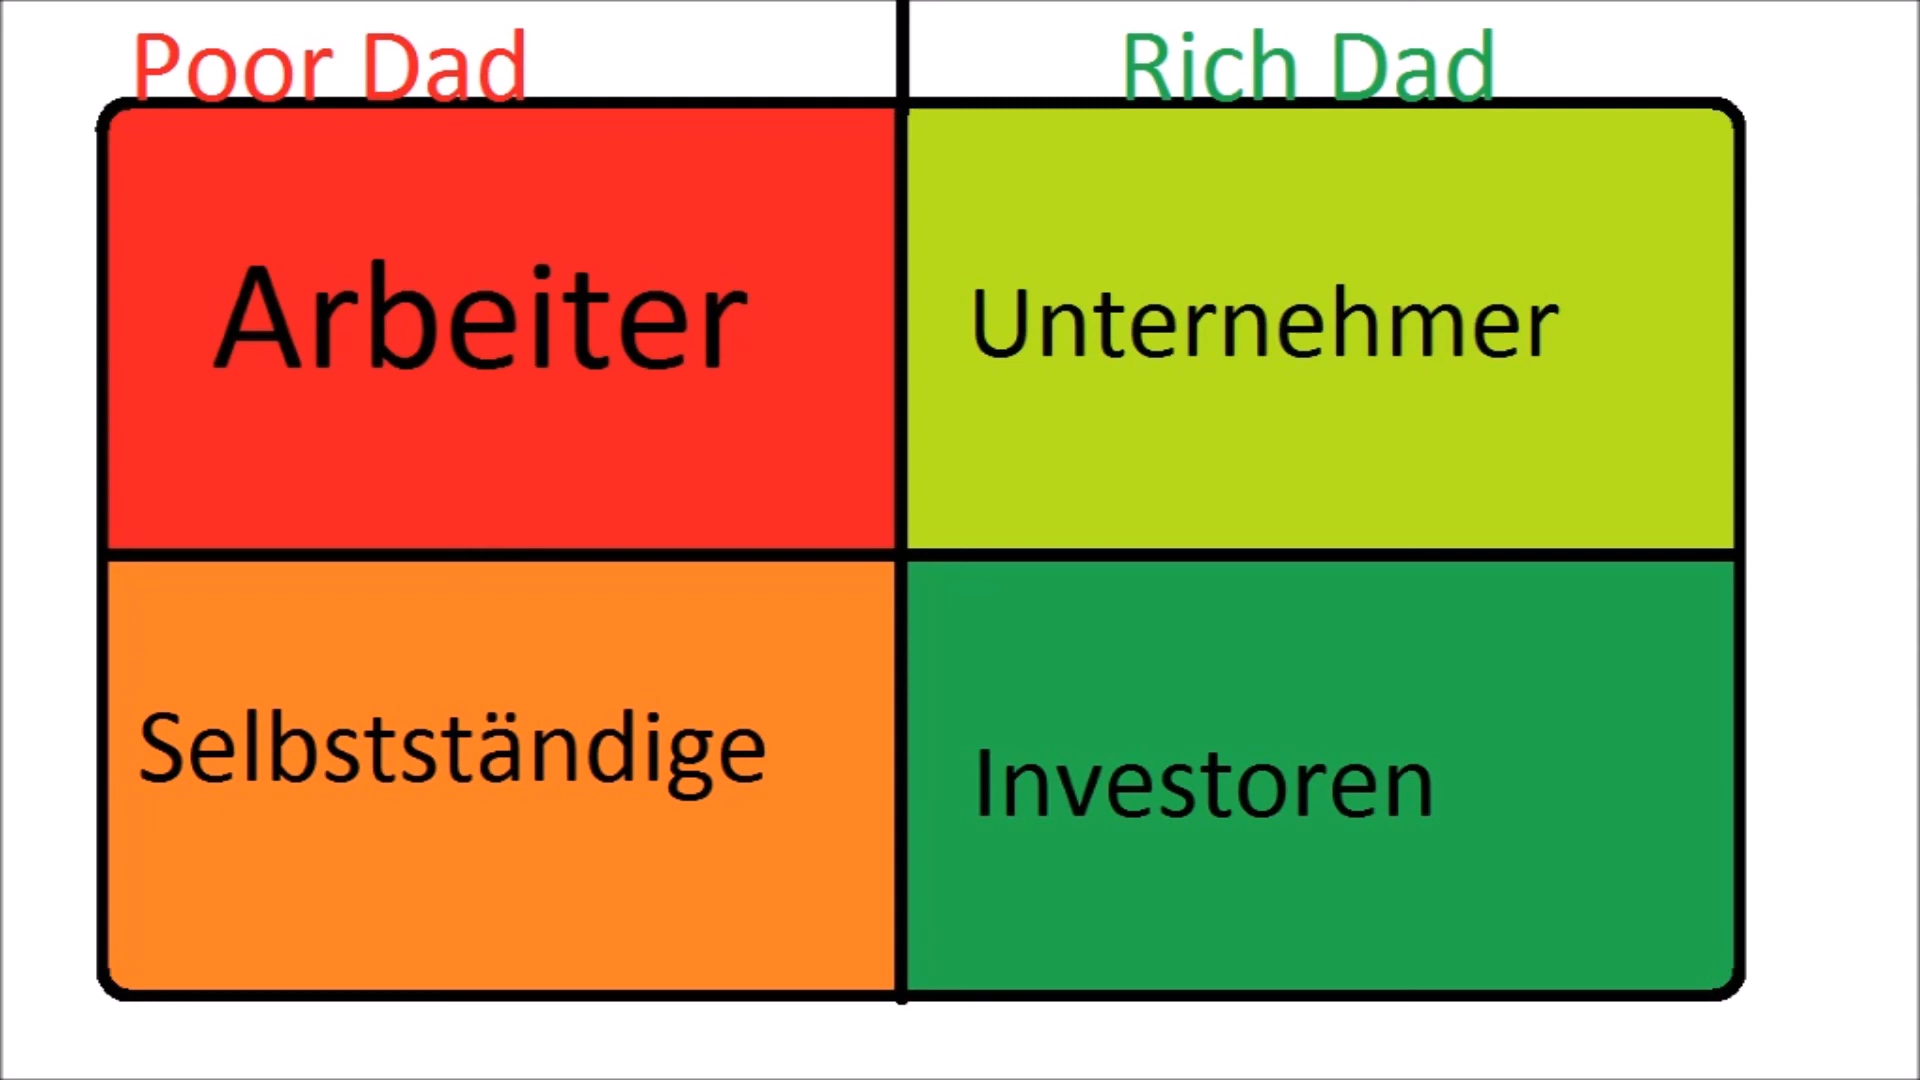 Poor Dad
Rich Dad
Arbeiter
Unternehmer
Selbstständige
Investoren